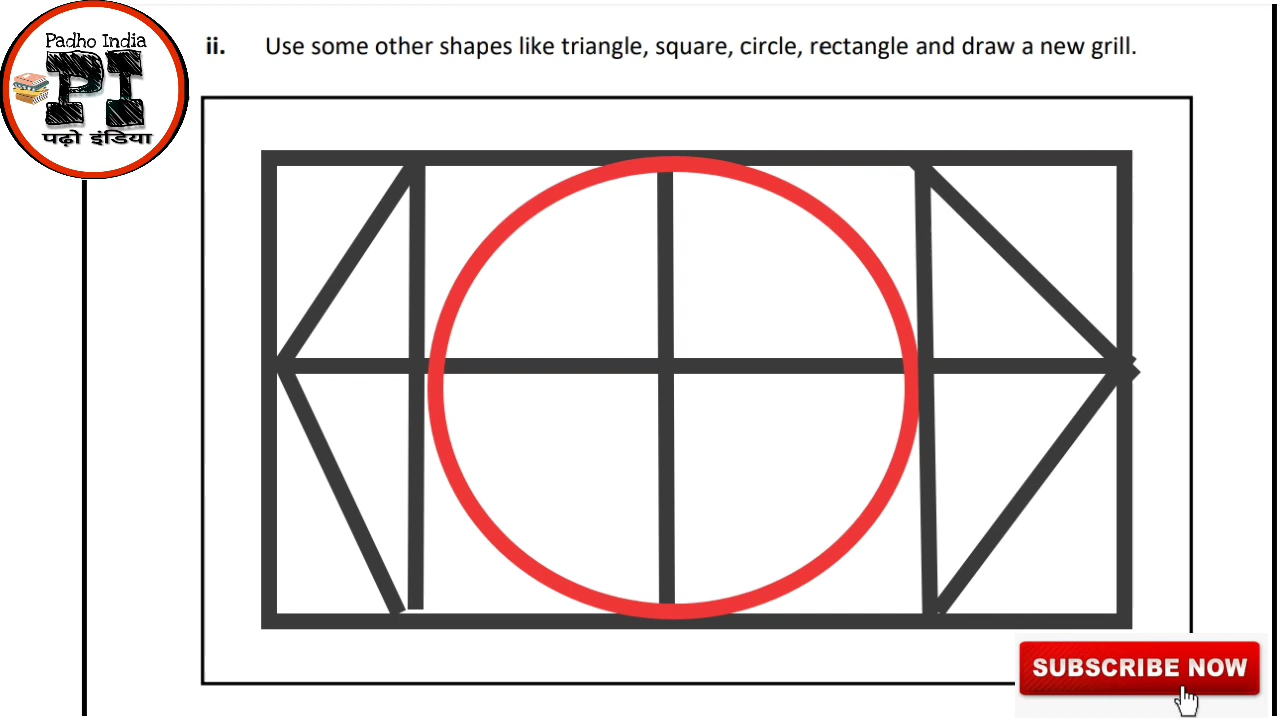 Padho India
PI
पढ़ो इंडिया
ii. Use some other shapes like triangle, square, circle, rectangle and draw a new grill.
SUBSCRIBE NOW